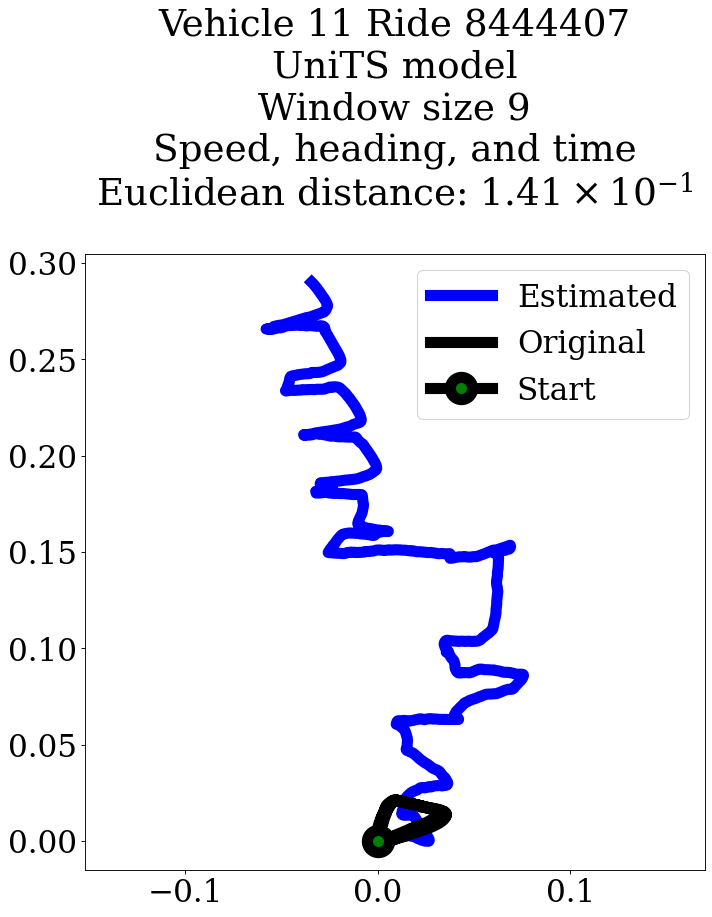 Vehicle 11 Ride 8444407
UniTS model
Window size 9
Speed, heading, and time
Euclidean distance: 1.41 × 10⁻¹
0.30
Estimated
Original
Start
0.25
0.20
0.15
0.10
0.05
0.00
−0.1 0.0 0.1